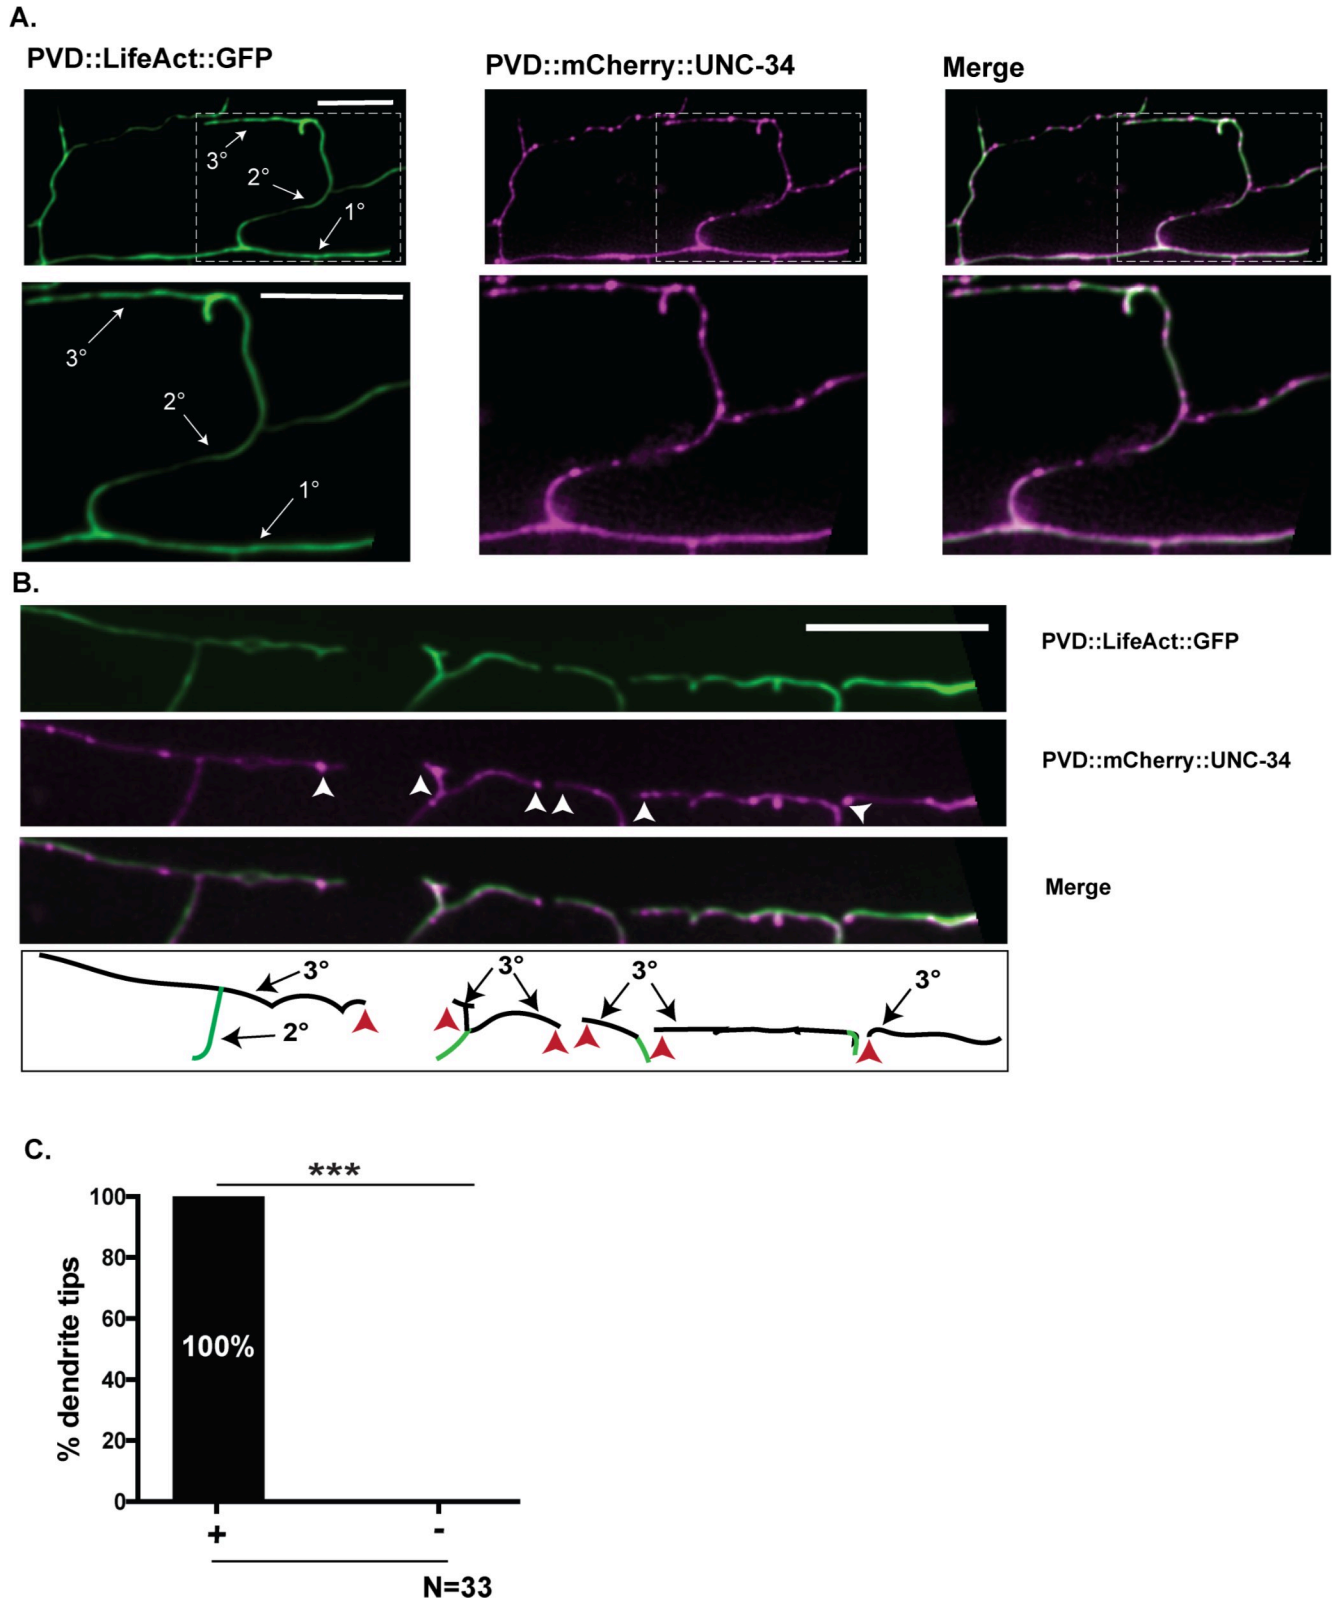 A.
PVD::LifeAct::GFP
PVD::mCherry::UNC-34
Merge
3°
2°
1°
3°
2°
1°
B.
PVD::LifeAct::GFP
PVD::mCherry::UNC-34
Merge
3°
3°
3°
3°
2°
C.
***
100
80
60
40
20
0
% dendrite tips
100%
+
-
N=33